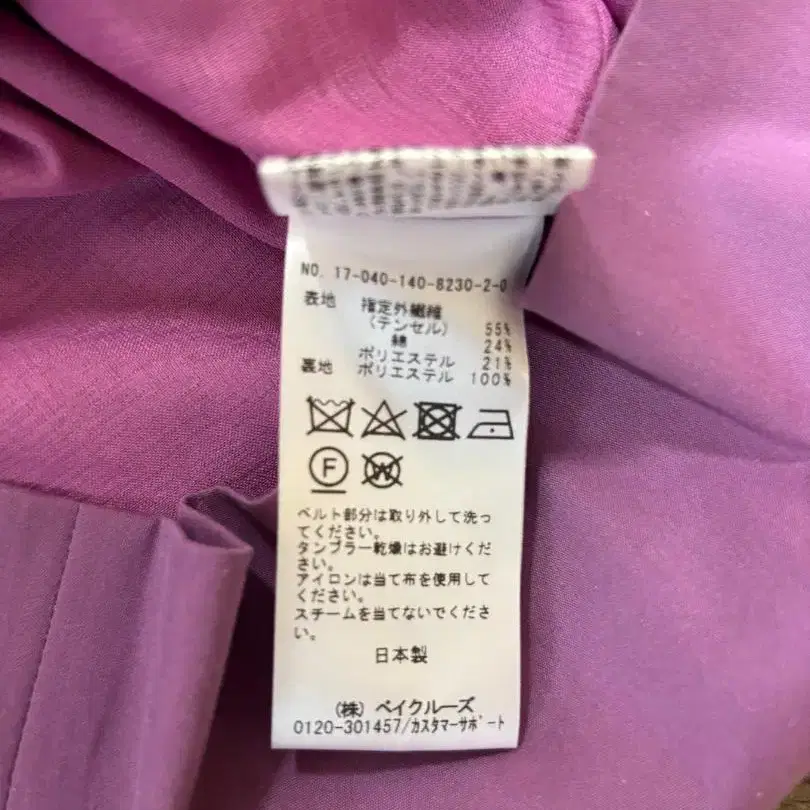 NO. 17-040-140-8230-2-0
表地 指定外繊維
(テンセル) 55%
綿 24%
ポリエステル 21%
裏地 ポリエステル 100%
F W
ベルト部分は取り外して洗っ
てください。
タンブラー乾燥はお避けくだ
さい。
アイロンは当て布を使用して
ください。
スチームを当てないでくださ
い。
日本製
(株) ベイクルーズ
0120-301457/カスタマーサポート